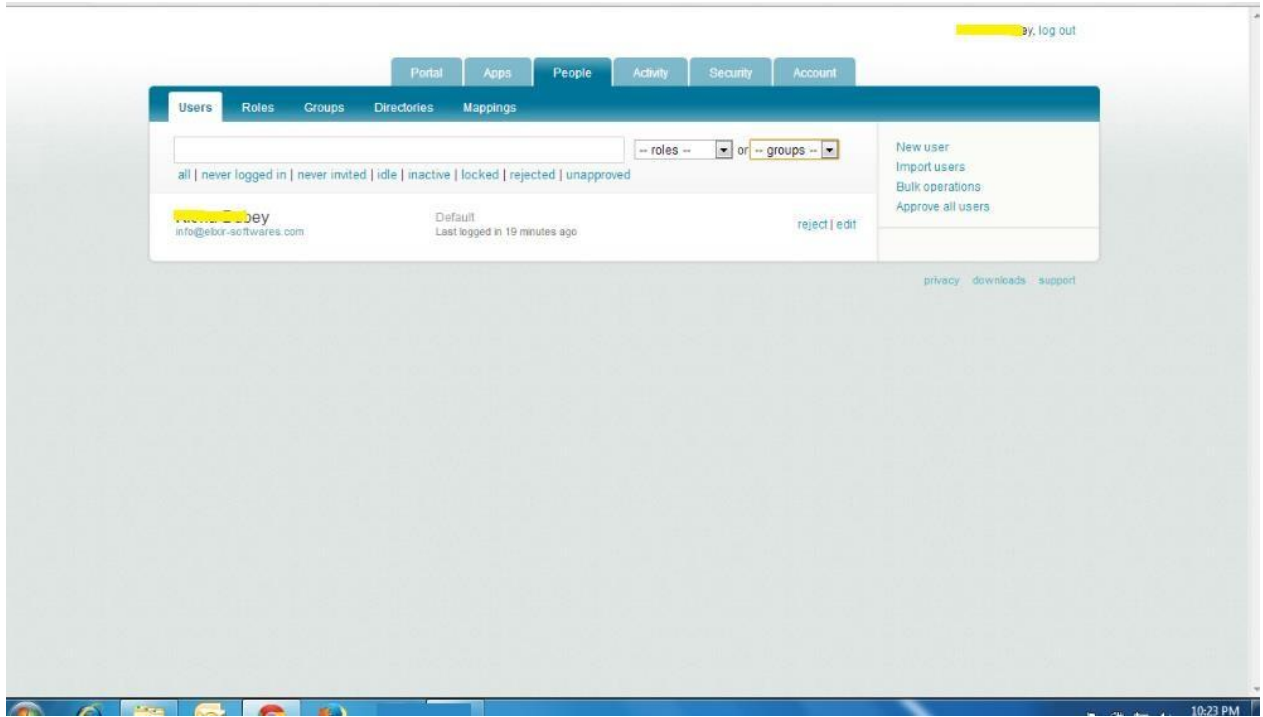 ey, log out
Portal Apps People Activity Security Account
Users Roles Groups Directories Mappings
-- roles -- or -- groups --
all | never logged in | never invited | idle | inactive | locked | rejected | unapproved
New user
Import users
Bulk operations
Approve all users
bey
Default
info@elixir-softwares.com
Last logged in 19 minutes ago
reject | edit
privacy downloads support
10:23 PM